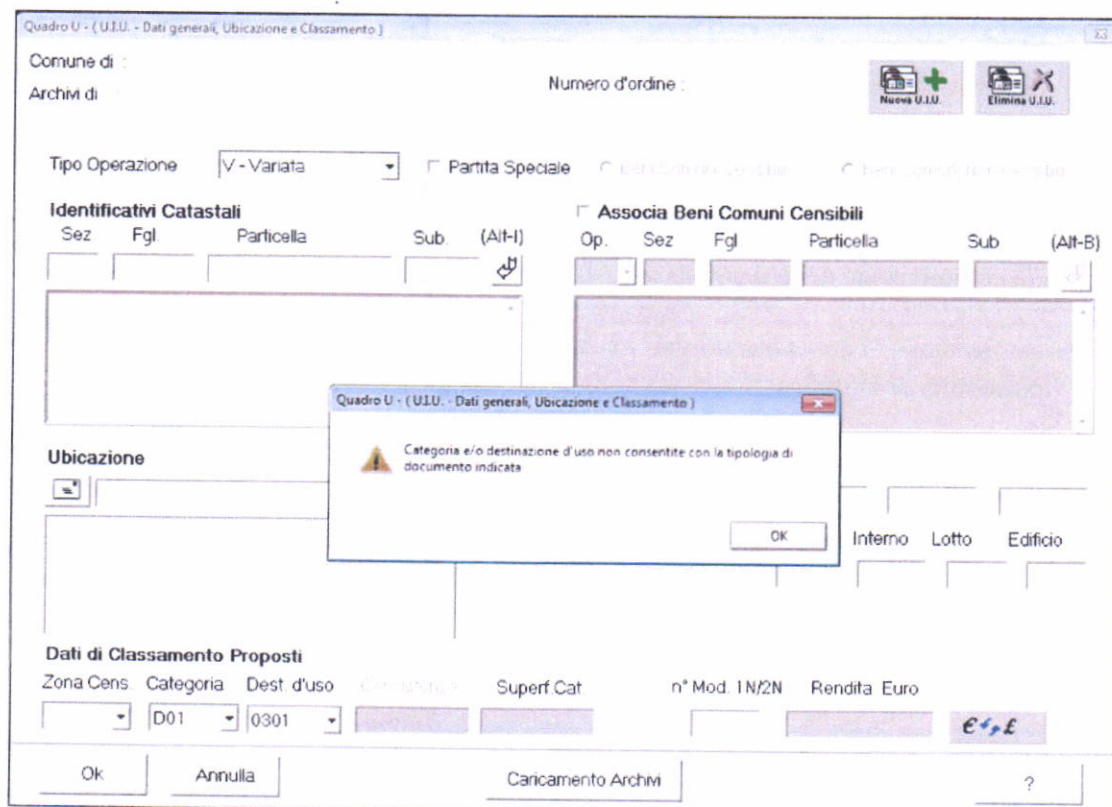 Quadro U - ( U.I.U. - Dati generali, Ubicazione e Classamento )
Comune di :
Archivi di
Numero d'ordine :
Nuova U.I.U.
Elimina U.I.U.
Tipo Operazione
V - Variata
Partita Speciale
Identificativi Catastali
Associa Beni Comuni Censibili
Sez Fgl. Particella Sub. (Alt-I)
Op. Sez Fgl Particella Sub (Alt-B)
Quadro U - ( U.I.U. - Dati generali, Ubicazione e Classamento )
Categoria e/o destinazione d'uso non consentite con la tipologia di
documento indicata
OK
Ubicazione
Interno Lotto Edificio
Dati di Classamento Proposti
Zona Cens. Categoria Dest. d'uso Superf.Cat. n° Mod. 1N/2N Rendita Euro
D01 0301
€ £
Ok Annulla Caricamento Archivi ?